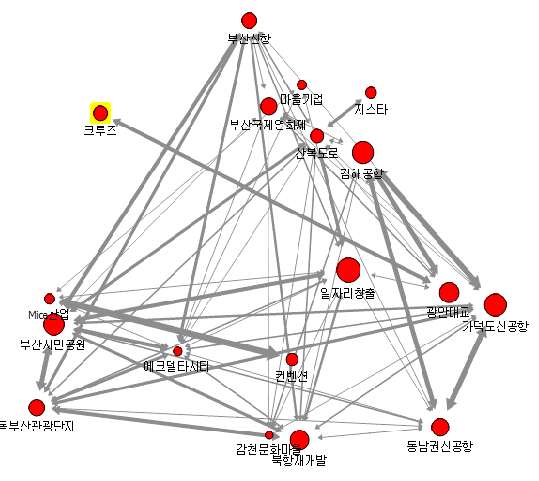 부산신항
마을기업
지스타
크루즈
부산국제영화제
산복도로
김해공항
일자리창출
광안대교
가덕도신공항
Mice산업
부산시민공원
에코델타시티
컨벤션
동부산관광단지
감천문화마을
북항재개발
동남권신공항